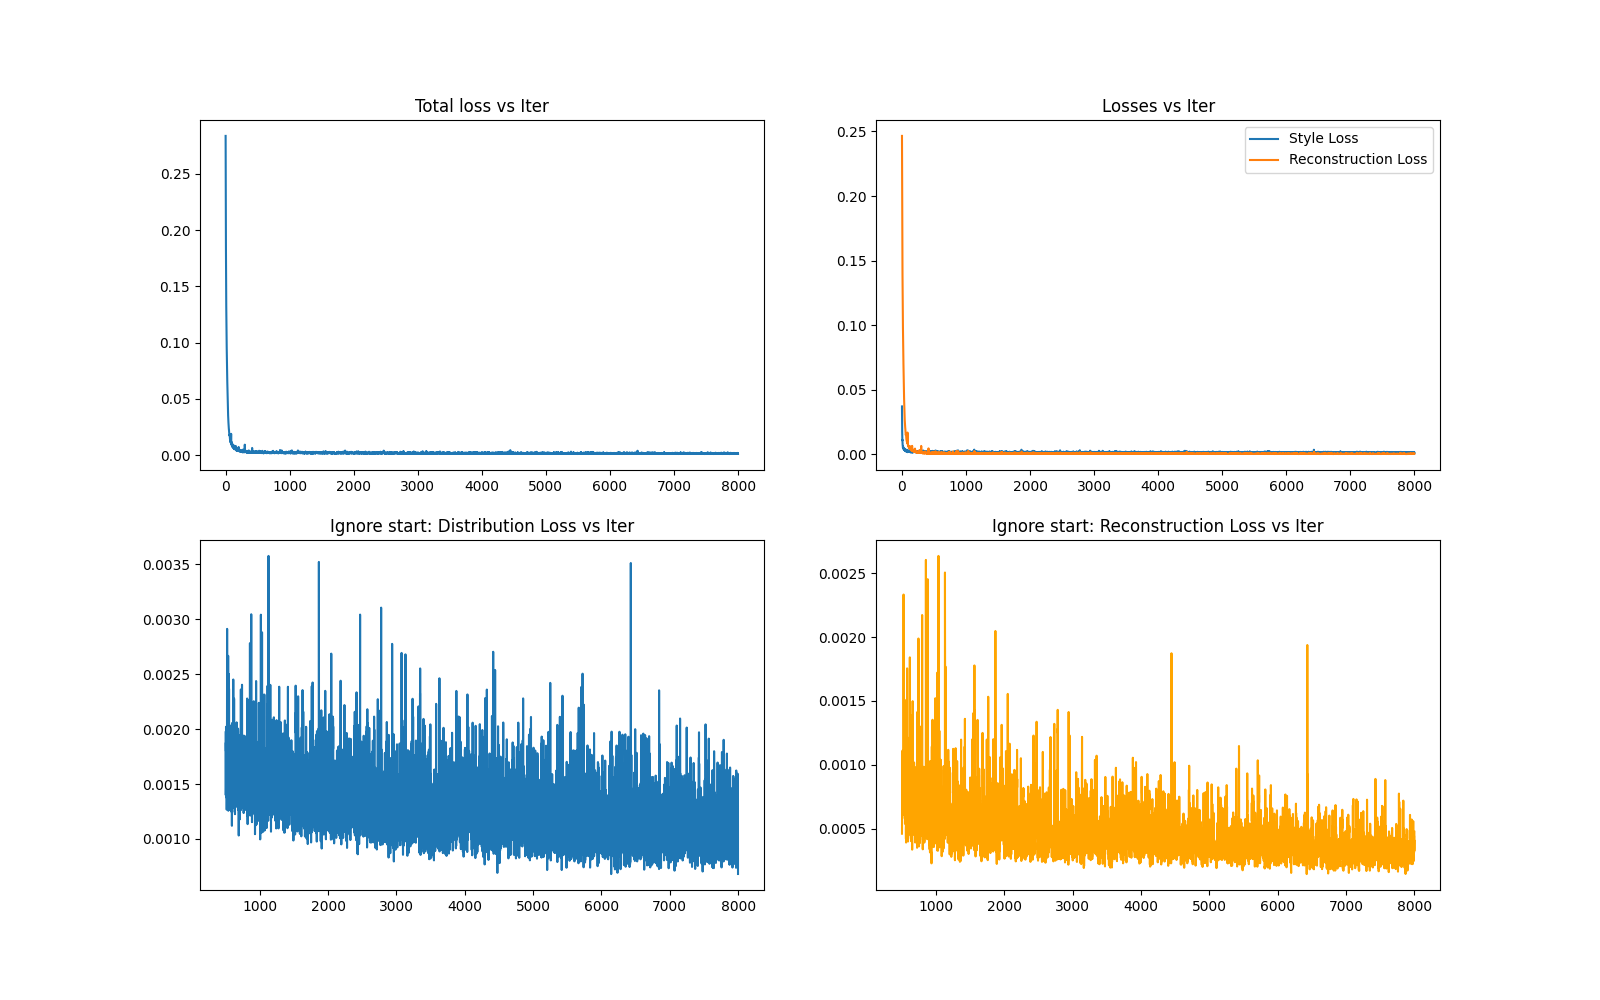 Total loss vs Iter
0.25
0.20
0.15
0.10
0.05
0.00
0 1000 2000 3000 4000 5000 6000 7000 8000
Losses vs Iter
Style Loss
Reconstruction Loss
0.25
0.20
0.15
0.10
0.05
0.00
0 1000 2000 3000 4000 5000 6000 7000 8000
Ignore start: Distribution Loss vs Iter
0.0035
0.0030
0.0025
0.0020
0.0015
0.0010
1000 2000 3000 4000 5000 6000 7000 8000
Ignore start: Reconstruction Loss vs Iter
0.0025
0.0020
0.0015
0.0010
0.0005
1000 2000 3000 4000 5000 6000 7000 8000